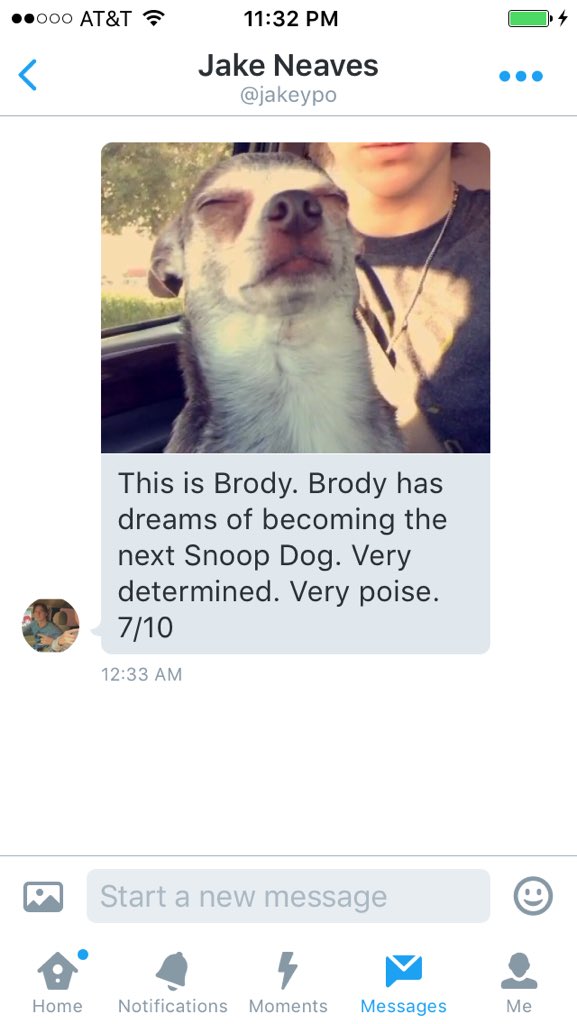 AT&T 11:32 PM
Jake Neaves
@jakeypo
This is Brody. Brody has
dreams of becoming the
next Snoop Dog. Very
determined. Very poise.
7/10
12:33 AM
Start a new message
Home Notifications Moments Messages Me